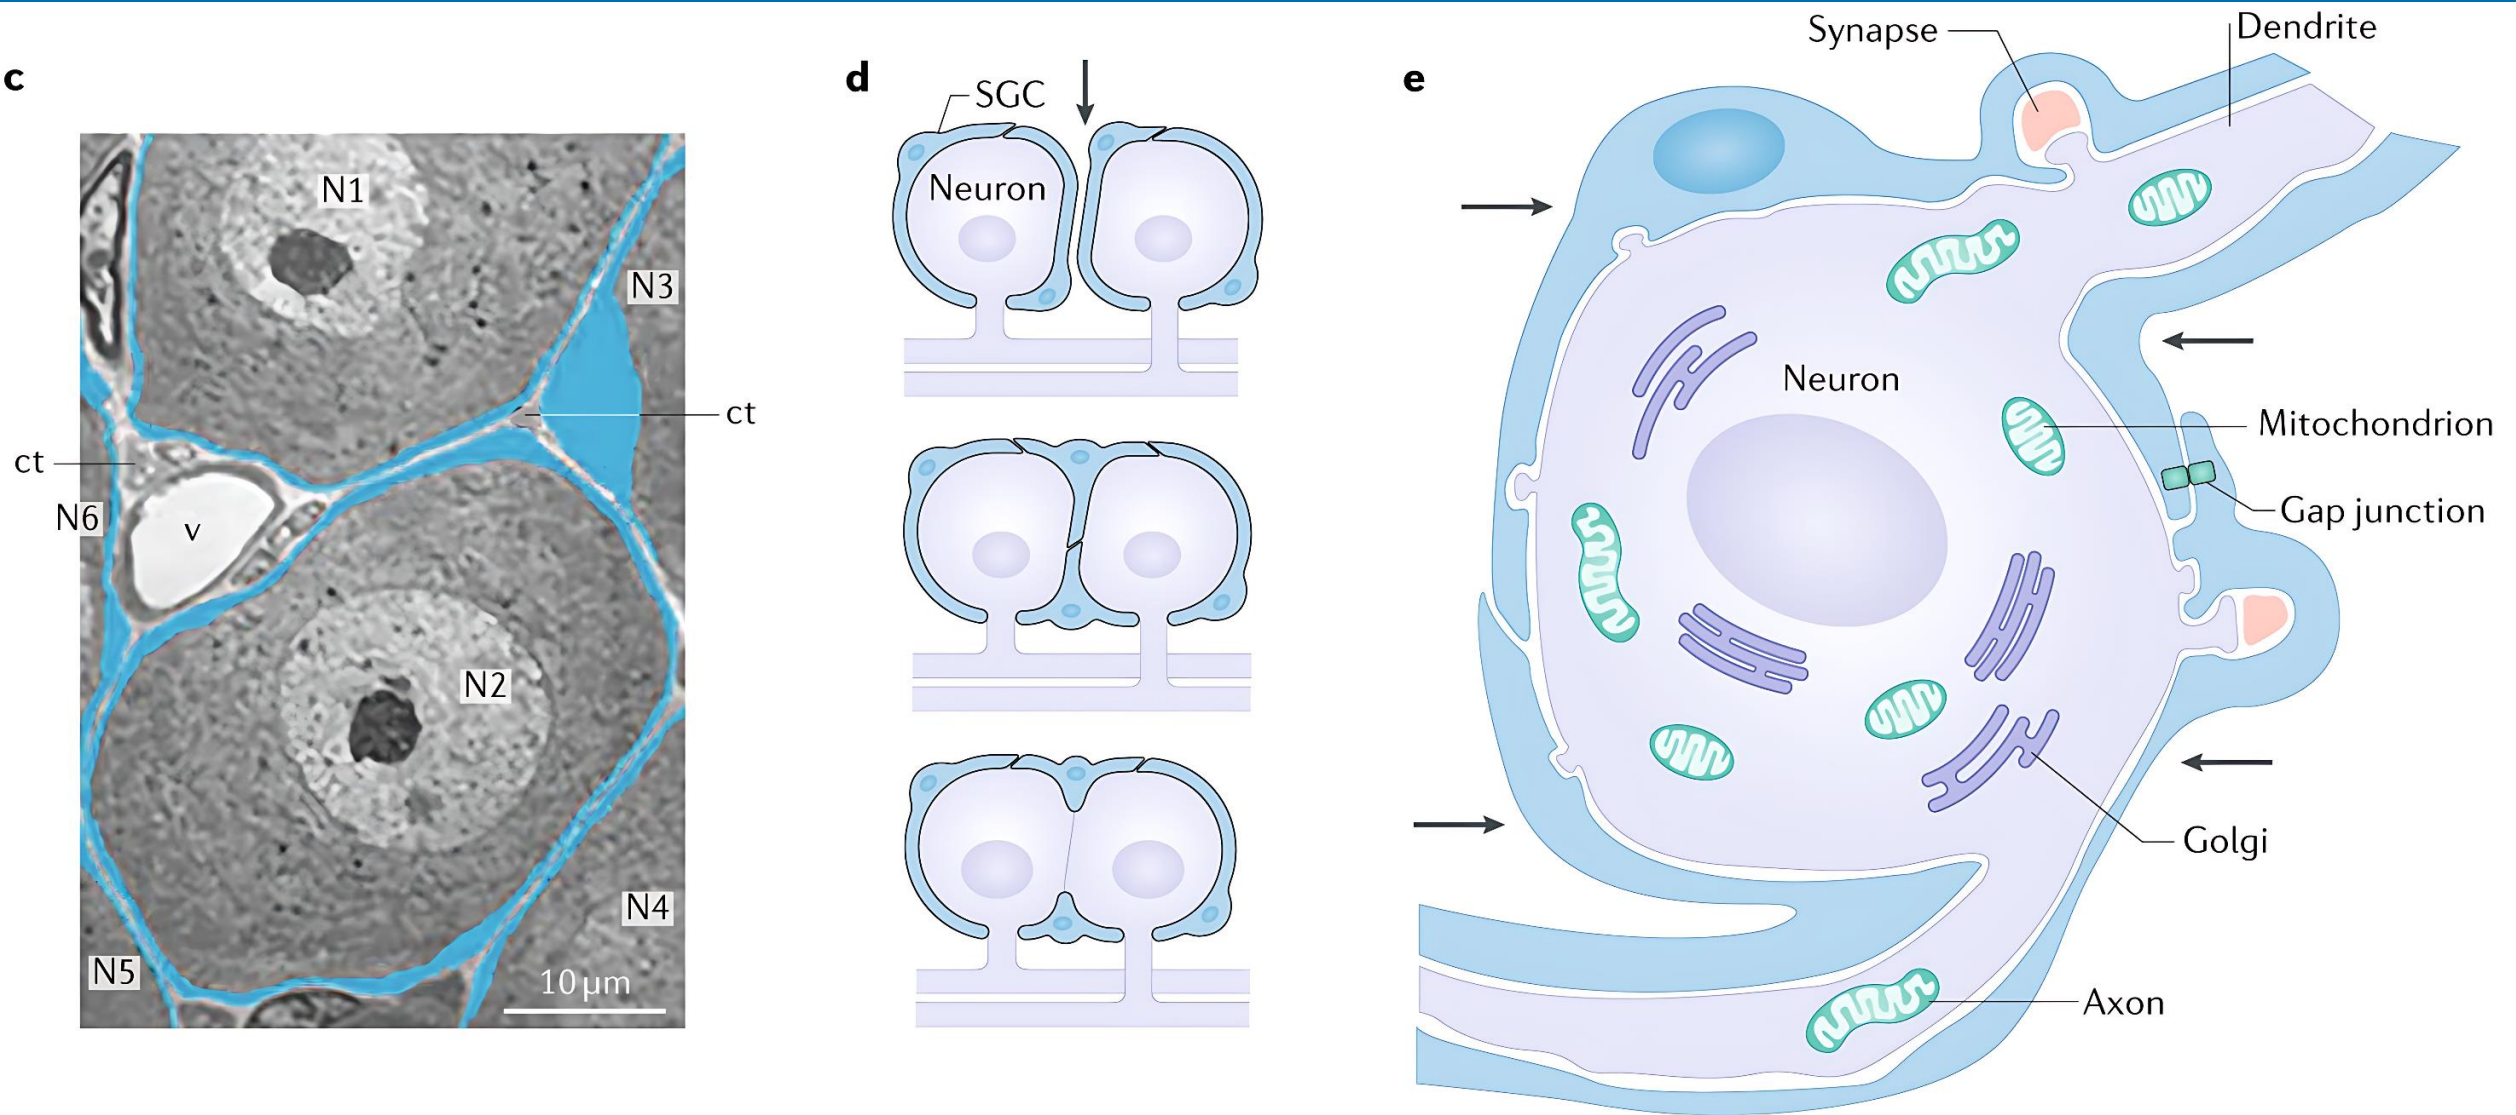 c
N1
N3
ct
ct
N6
v
N2
N4
N5
10 µm
d
SGC
Neuron
e
Synapse
Dendrite
Neuron
Mitochondrion
Gap junction
Golgi
Axon